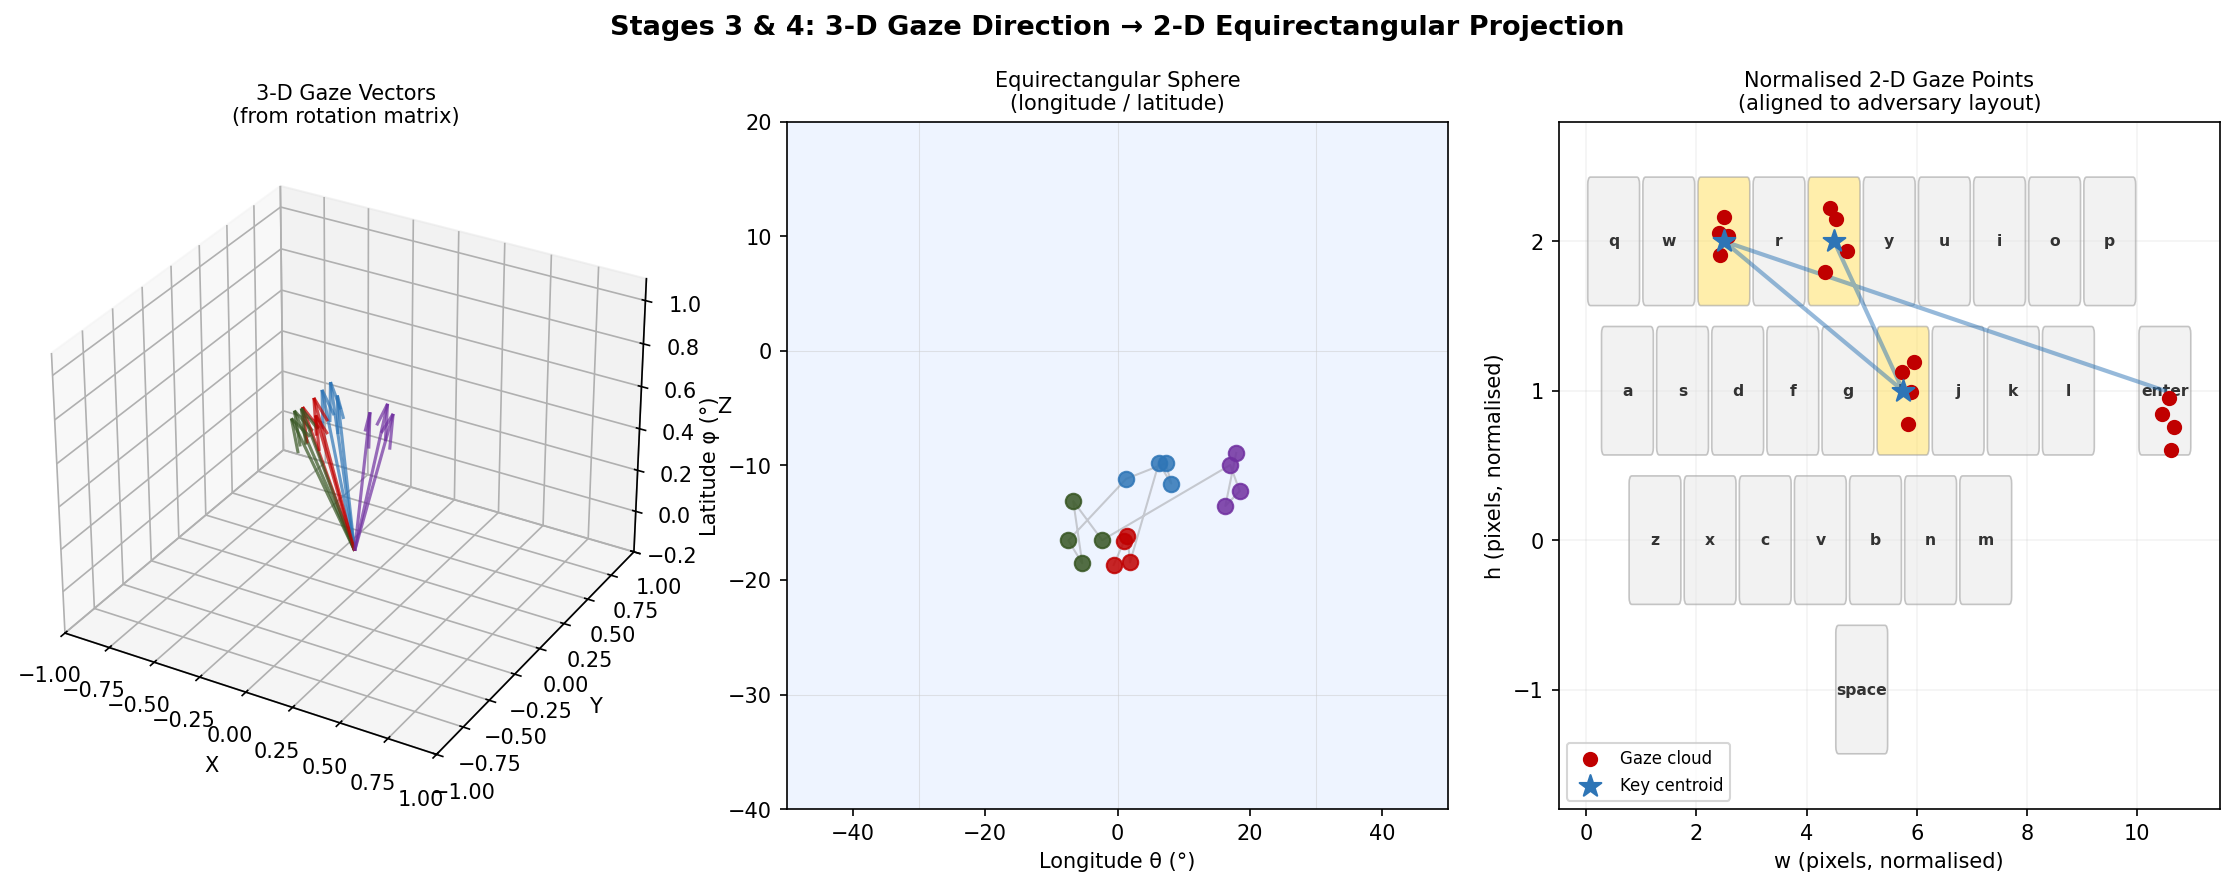 Stages 3 & 4: 3-D Gaze Direction → 2-D Equirectangular Projection
3-D Gaze Vectors
(from rotation matrix)
1.0
0.8
0.6
0.4
0.2
0.0
−0.2
Z
1.00
0.75
0.50
0.25
0.00
−0.25
−0.50
−0.75
−1.00
Y
−1.00
−0.75
−0.50
−0.25
0.00
0.25
0.50
0.75
1.00
X
Equirectangular Sphere
(longitude / latitude)
20
10
0
−10
−20
−30
−40
Latitude φ (°)
−40
−20
0
20
40
Longitude θ (°)
Normalised 2-D Gaze Points
(aligned to adversary layout)
2
1
0
−1
h (pixels, normalised)
q w r y u i o p
a s d f g j k l enter
z x c v b n m
space
Gaze cloud
Key centroid
0
2
4
6
8
10
w (pixels, normalised)